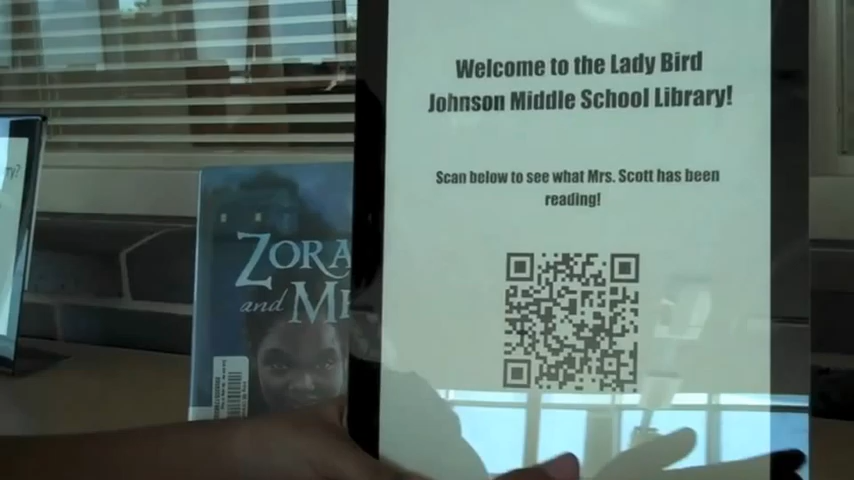 Welcome to the Lady Bird
Johnson Middle School Library!
Scan below to see what Mrs. Scott has been
reading!
ZORA
and ME